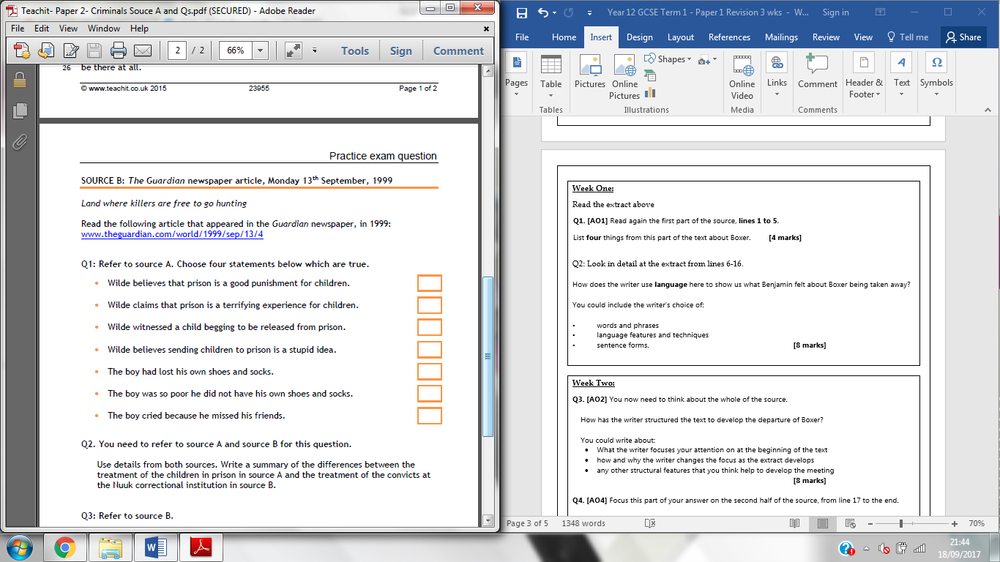 Teachit- Paper 2- Criminals Souce A and Qs.pdf (SECURED) - Adobe Reader
File Edit View Window Help
2 / 2 66% Tools Sign Comment
26 be there at all.
© www.teachit.co.uk 2015 23955 Page 1 of 2
Practice exam question
SOURCE B: The Guardian newspaper article, Monday 13th September, 1999
Land where killers are free to go hunting
Read the following article that appeared in the Guardian newspaper, in 1999:
www.theguardian.com/world/1999/sep/13/4
Q1: Refer to source A. Choose four statements below which are true.
• Wilde believes that prison is a good punishment for children.
• Wilde claims that prison is a terrifying experience for children.
• Wilde witnessed a child begging to be released from prison.
• Wilde believes sending children to prison is a stupid idea.
• The boy had lost his own shoes and socks.
• The boy was so poor he did not have his own shoes and socks.
• The boy cried because he missed his friends.
Q2. You need to refer to source A and source B for this question.
Use details from both sources. Write a summary of the differences between the
treatment of the children in prison in source A and the treatment of the convicts at
the Nuuk correctional institution in source B.
Q3: Refer to source B.
Year 12 GCSE Term 1 - Paper 1 Revision 3 wks - W... Sign in
File Home Insert Design Layout References Mailings Review View Tell me Share
Pages Table Pictures Online Pictures Shapes Online Video Links Comment Header & Footer Text Symbols
Tables Illustrations Media Comments
Week One:
Read the extract above
Q1. [AO1] Read again the first part of the source, lines 1 to 5.
List four things from this part of the text about Boxer. [4 marks]
Q2: Look in detail at the extract from lines 6-16.
How does the writer use language here to show us what Benjamin felt about Boxer being taken away?
You could include the writer's choice of:
• words and phrases
• language features and techniques
• sentence forms. [8 marks]
Week Two:
Q3. [AO2] You now need to think about the whole of the source.
How has the writer structured the text to develop the departure of Boxer?
You could write about:
• What the writer focuses your attention on at the beginning of the text
• how and why the writer changes the focus as the extract develops
• any other structural features that you think help to develop the meeting
[8 marks]
Q4. [AO4] Focus this part of your answer on the second half of the source, from line 17 to the end.
Page 3 of 5 1348 words 70%
21:44
18/09/2017